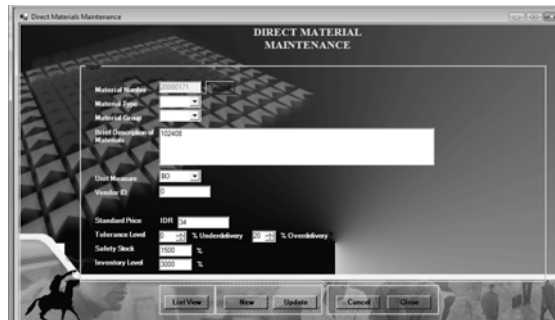 Direct Materials Maintenance
DIRECT MATERIAL
MAINTENANCE
Material Number 20000171
Material Type
Material Group
Brief Description of
Materials 102408
Unit Measure BO
Vendor ID 0
Standard Price IDR 34
Tolerance Level 0 % Underdelivery 20 % Overdelivery
Safety Stock 1500 %
Inventory Level 3000 %
List View New Update Cancel Close